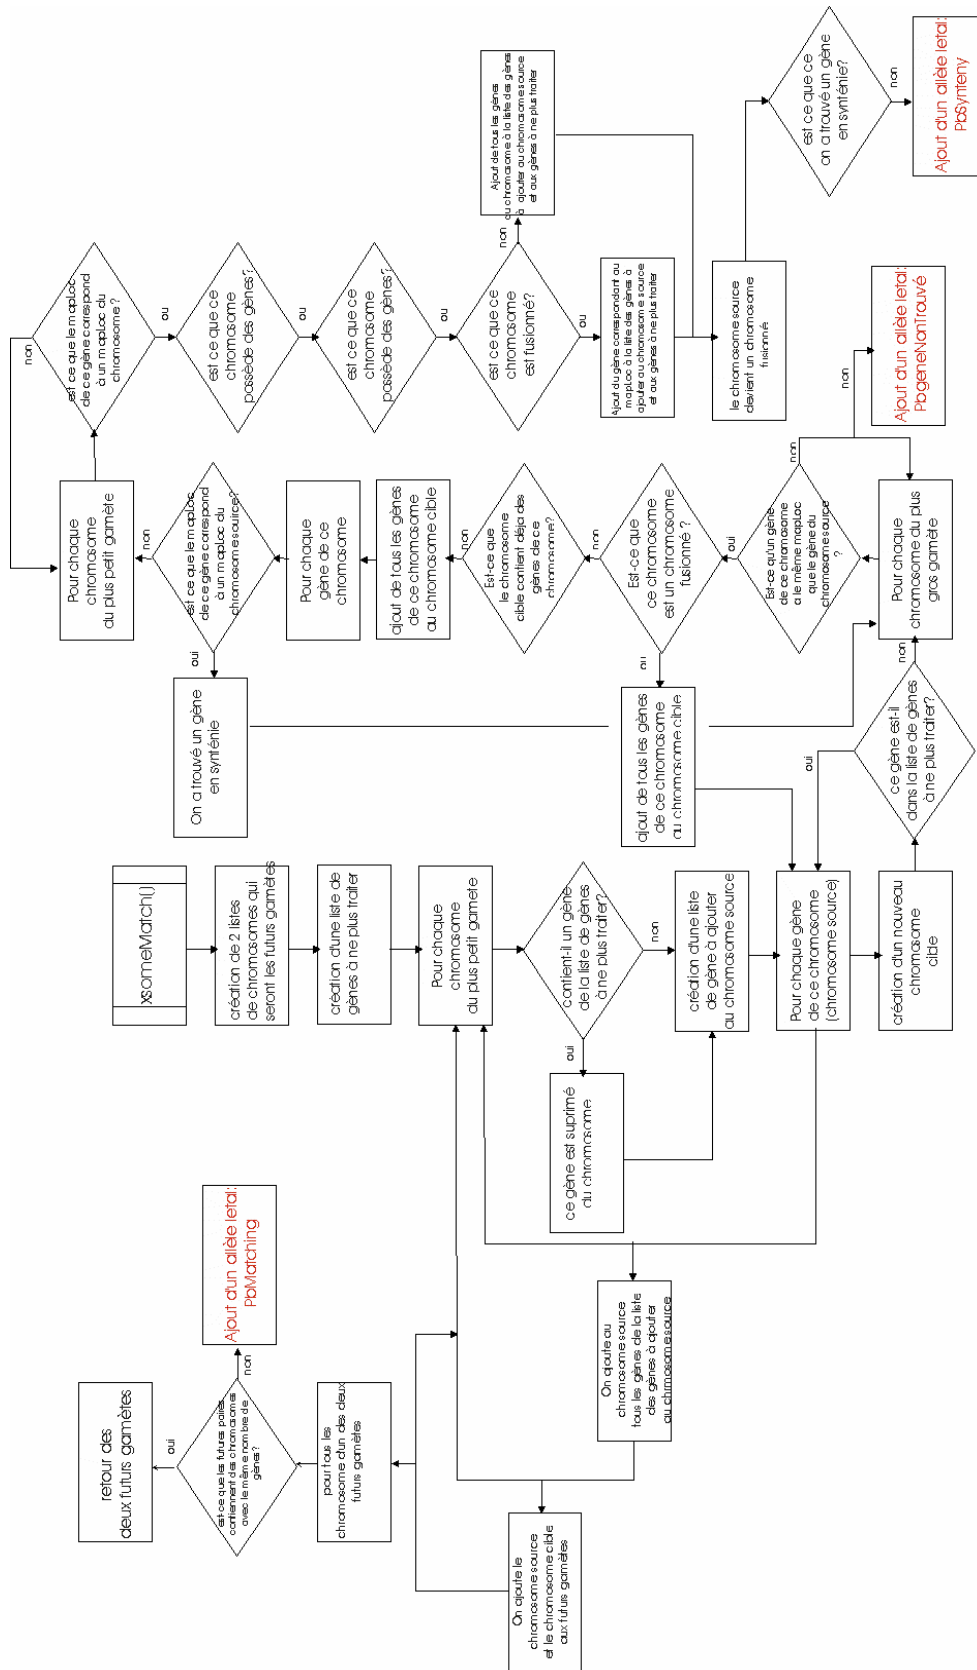 xsomeMatch()
création de 2 listes
de chromosomes qui
seront les futurs gamètes
création d'une liste de
gènes à ne plus traiter
Pour chaque
chromosome
du plus petit gamete
contient-il un gène
de la liste de gènes
à ne plus traiter?
oui
non
ce gène est suprimé
du chromosome
création d'une liste
de gène à ajouter
au chromosome source
Pour chaque gène
de ce chromosome
(chromosome source)
création d'un nouveau
chromosome
cible
ce gène est-il
dans la liste de gènes
à ne plus traiter?
oui
non
Pour chaque
chromosome du plus
gros gamète
Est-ce qu'un gène
de ce chromosome
a le même maploc
que le gène du
chromosome source
?
oui
non
non
Ajout d'un allèle letal:
PbgeneNonTrouvé
Est-ce que
ce chromosome
est un chromosome
fusionné ?
ou
non
ajout de tous les gènes
de ce chromosome
au chromosome cible
Est-ce que
le chromosome
cible contient déja des
gènes de ce
chromosome?
non
ajout de tous les gènes
de ce chromosome
au chromosome cible
Pour chaque
gène de ce
chromosome
est ce que le maploc
de ce gène correspond
à un maploc du
chromosome source?
oui
non
On a trouvé un gène
en synténie
Pour chaque
chromosome
du plus petit gamète
est ce que le maploc
de ce gène correspond
à un maploc du
chromosome?
non
ou
est ce que ce
chromosome
possède des gènes?
ou
est ce que ce
chromosome
possède des gènes?
ou
est ce que ce
chromosome
est fusionné?
non
ou
Ajout de tous les gènes
du chromosome à la liste des gènes
à ajouter au chromosome source
et aux gènes à ne plus traiter
Ajout du gène correspondant au
maploc à la liste des gènes à
ajouter au chromosome source
et aux gènes à ne plus traiter
le chromosome source
devient un chromosome
fusionné
est ce que ce
on a trouvé un gène
en synténie?
non
Ajout d'un allèle letal:
PbSynteny
On ajoute au
chromosome source
tous les gènes de la liste
des gènes à ajouter
au chrimosome source
On ajoute le
chromosome source
et le chromosome cible
aux futurs gamètes
pour tous les
chromosome d'un des deux
futurs gamètes
est ce que les futures paires
contiennent des chromosomes
avec le même nombre de
gènes?
oui
non
retour des
deux futurs gamètes
Ajout d'un allèle letal:
PbMatching